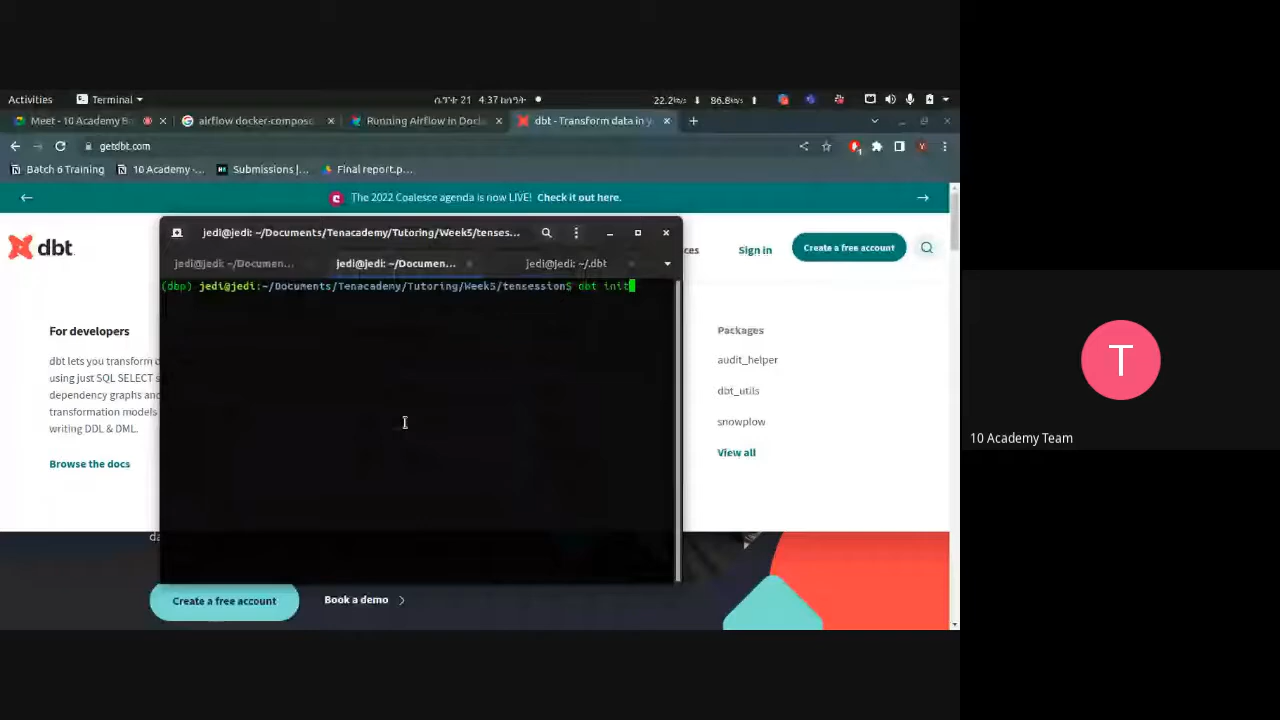 Activities
Terminal
4:37
22.2 kB/s
86.8 kB/s
Meet - 10 Academy B
airflow docker-compos
Running Airflow in Dock
dbt - Transform data in y
getdbt.com
Batch 6 Training
10 Academy -...
Submissions |...
Final report.p...
The 2022 Coalesce agenda is now LIVE! Check it out here.
dbt
jedi@jedi: ~/Documents/Tenacademy/Tutoring/Week5/tenses...
Sign in
Create a free account
jedi@jedi: ~/Documen...
jedi@jedi: ~/Documen...
jedi@jedi: ~/.dbt
(dbp) jedi@jedi:~/Documents/Tenacademy/Tutoring/Week5/tensession$ dbt init
For developers
dbt lets you transform
using just SQL SELECT s
dependency graphs and
transformation models
writing DDL & DML.
Browse the docs
Packages
audit_helper
dbt_utils
snowplow
View all
Create a free account
Book a demo
T
10 Academy Team